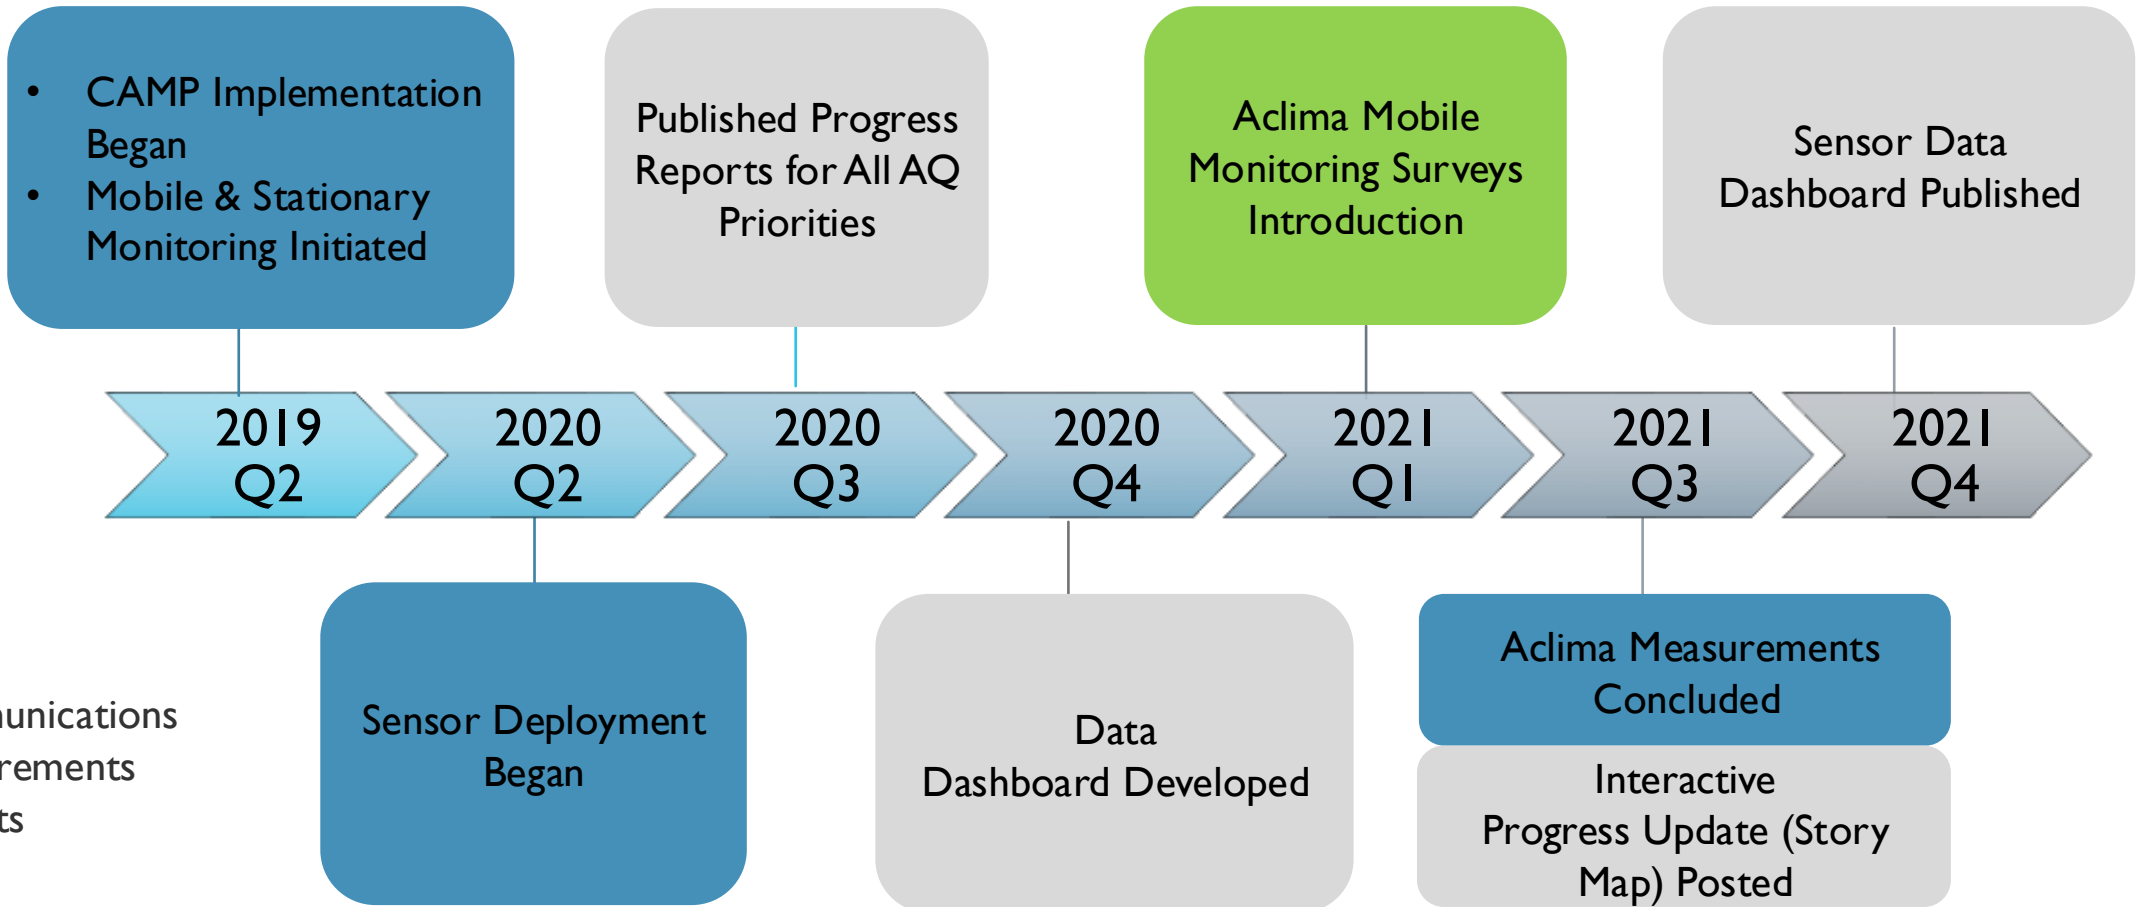 • CAMP Implementation
Began
• Mobile & Stationary
Monitoring Initiated
Published Progress
Reports for All AQ
Priorities
Aclima Mobile
Monitoring Surveys
Introduction
Sensor Data
Dashboard Published
2019
Q2
2020
Q2
2020
Q3
2020
Q4
2021
Q1
2021
Q3
2021
Q4
Sensor Deployment
Began
Data
Dashboard Developed
Aclima Measurements
Concluded
Interactive
Progress Update (Story
Map) Posted